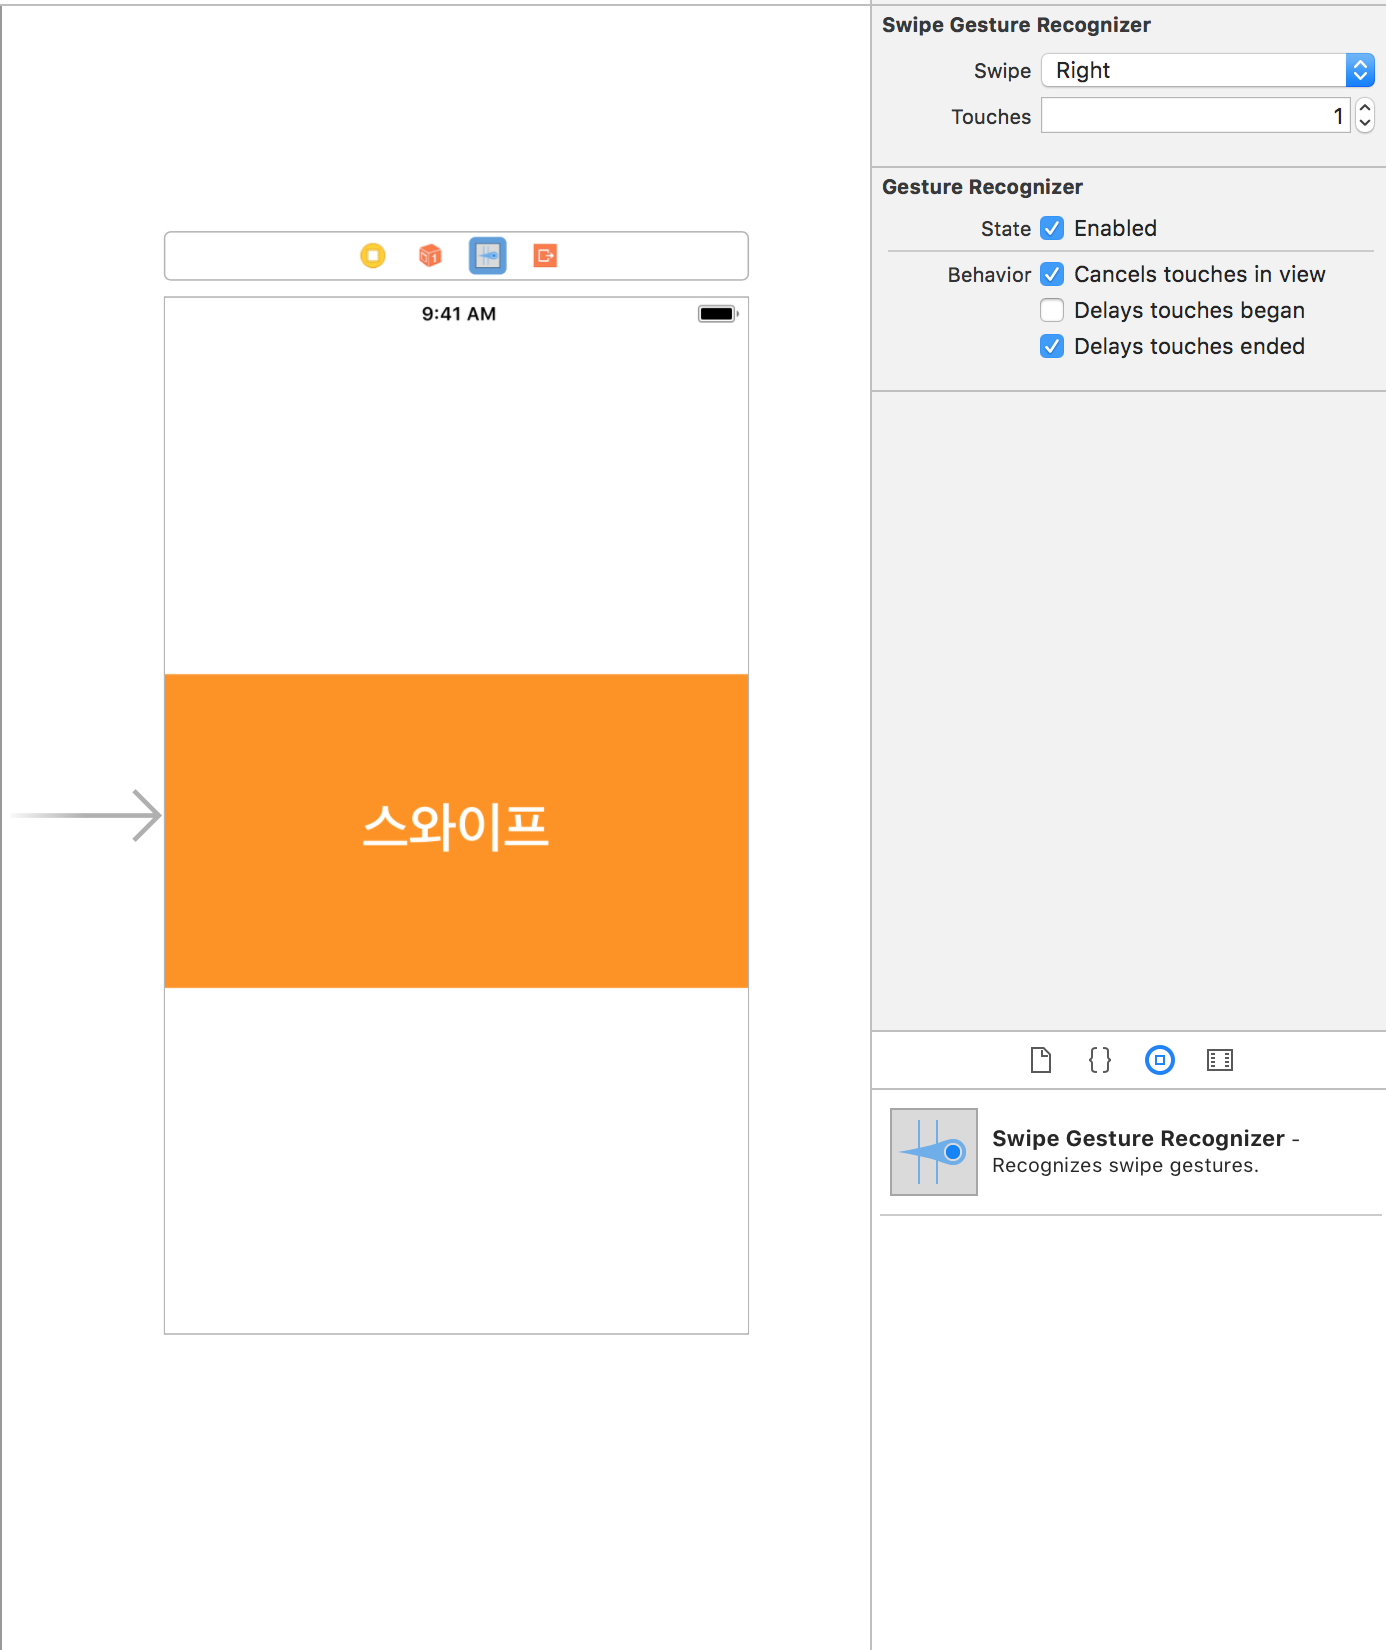 Swipe Gesture Recognizer
Swipe Right
Touches 1
Gesture Recognizer
State Enabled
Behavior Cancels touches in view
Delays touches began
Delays touches ended
9:41 AM
스와이프
Swipe Gesture Recognizer -
Recognizes swipe gestures.